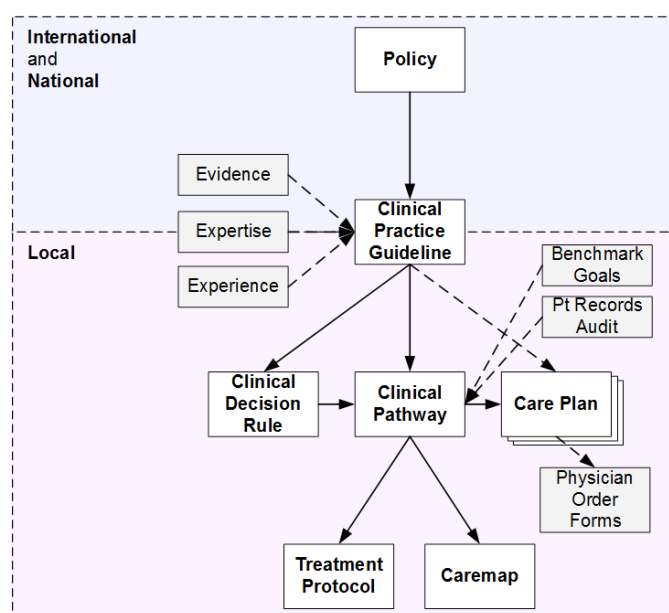 International
and
National
Policy
Evidence
Expertise
Experience
Clinical
Practice
Guideline
Local
Benchmark
Goals
Pt Records
Audit
Clinical
Decision
Rule
Clinical
Pathway
Care Plan
Physician
Order
Forms
Treatment
Protocol
Caremap